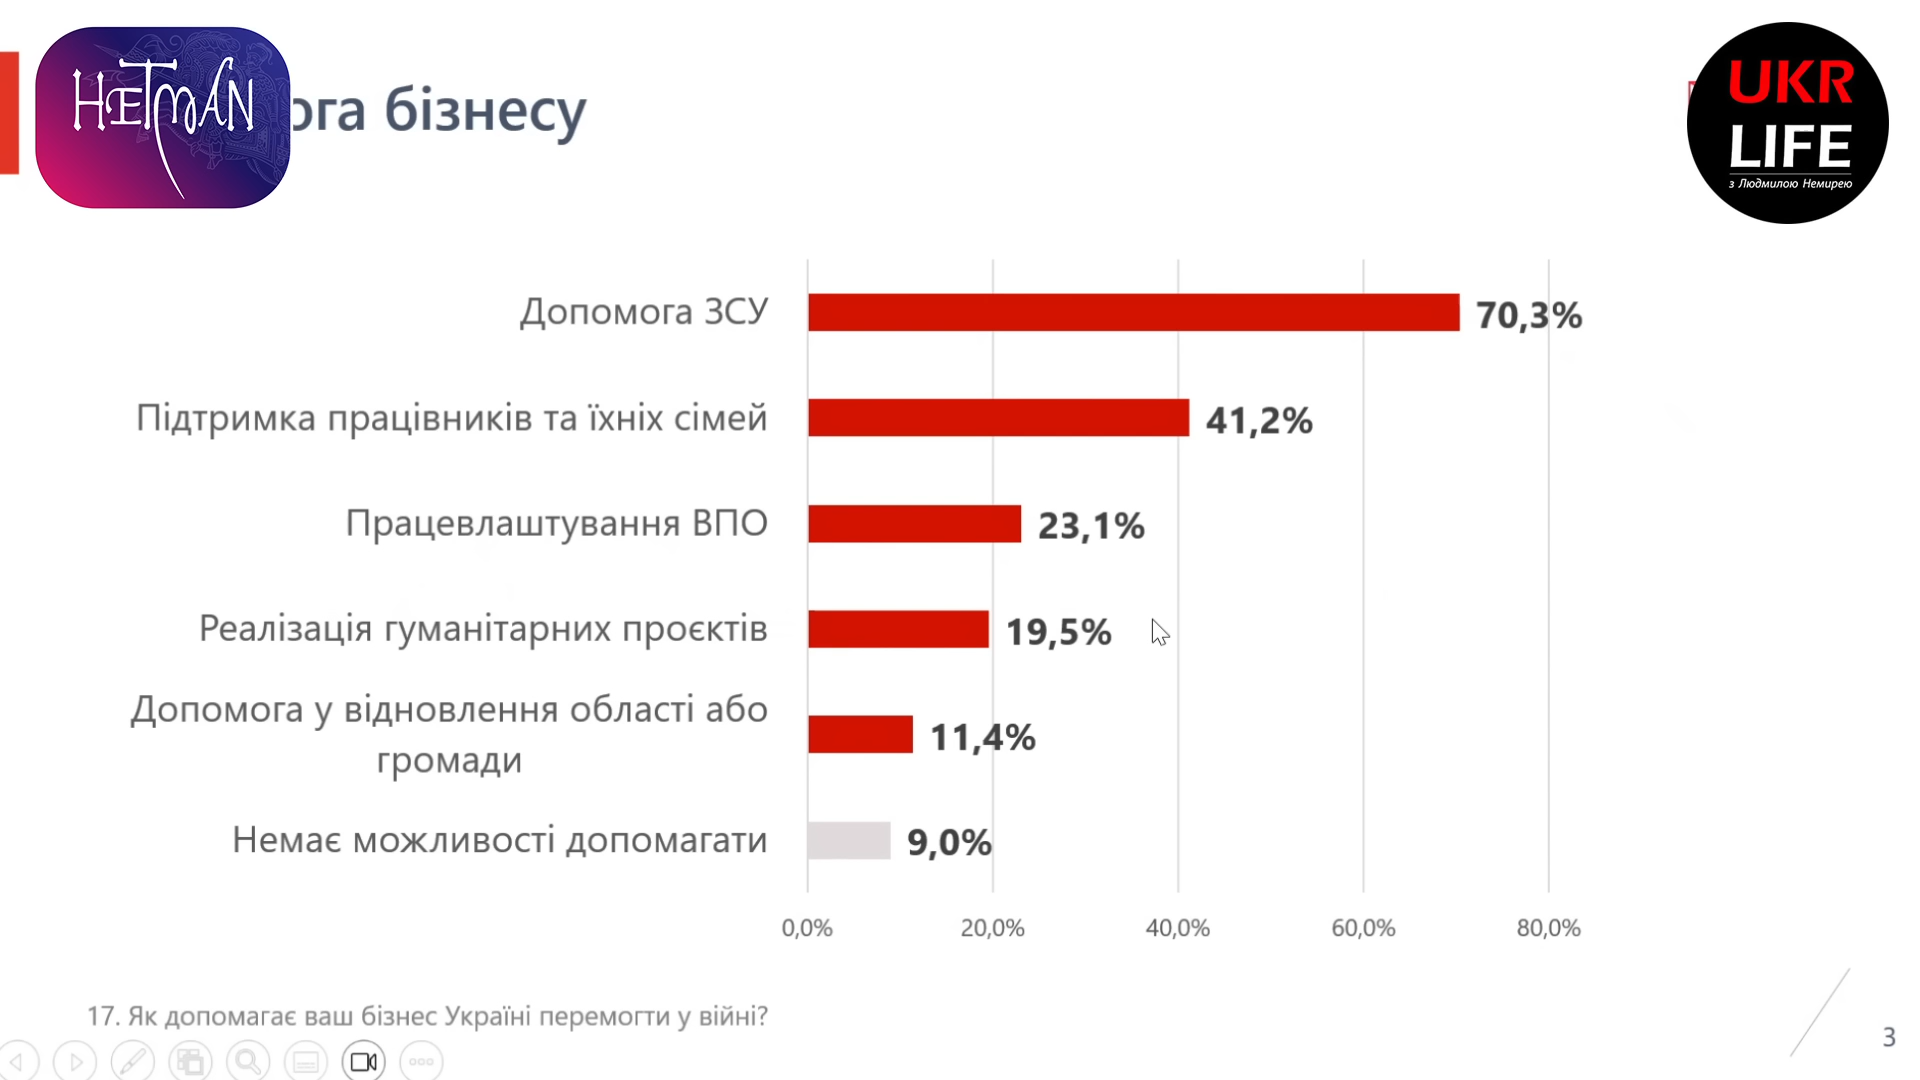 HETMAN
бізнесу
UKR
LIFE
з Людмилою Немирею
Допомога ЗСУ 70,3%
Підтримка працівників та їхніх сімей 41,2%
Працевлаштування ВПО 23,1%
Реалізація гуманітарних проєктів 19,5%
Допомога у відновлення області або
громади 11,4%
Немає можливості допомагати 9,0%
0,0% 20,0% 40,0% 60,0% 80,0%
17. Як допомагає ваш бізнес Україні перемогти у війні?
3